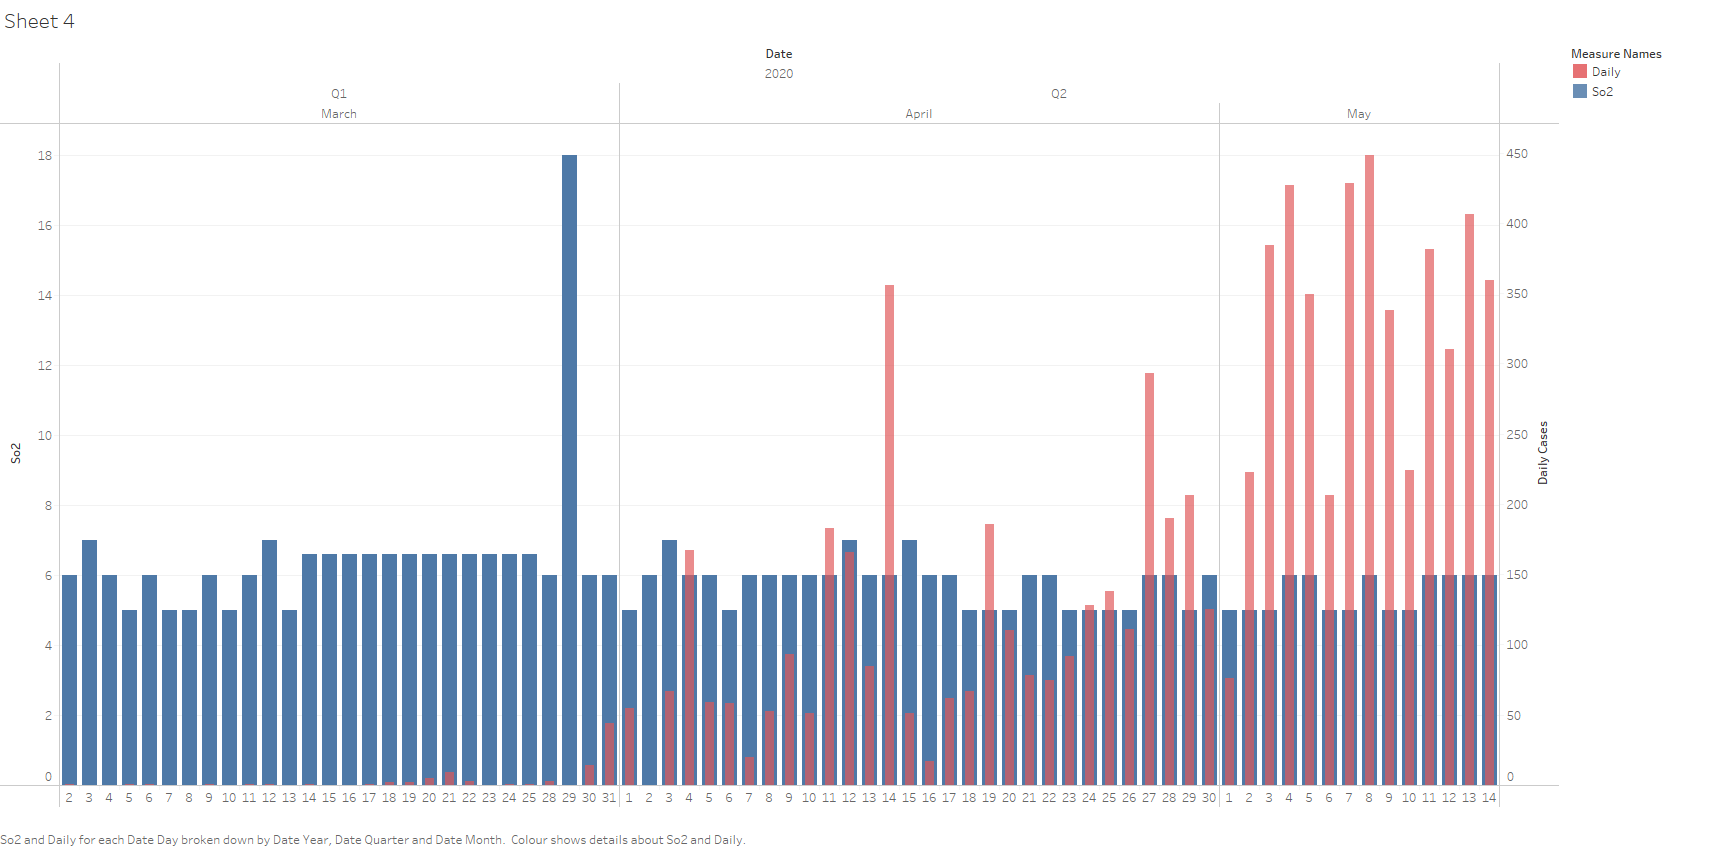 Sheet 4
Date
2020
Q1 Q2
March April May
Measure Names
Daily
So2
So2
18
16
14
12
10
8
6
4
2
0
450
400
350
300
250
200
150
100
50
0
Daily Cases
2 3 4 5 6 7 8 9 10 11 12 13 14 15 16 17 18 19 20 21 22 23 24 25 28 29 30 31 1 2 3 4 5 6 7 8 9 10 11 12 13 14 15 16 17 18 19 20 21 22 23 24 25 26 27 28 29 30 1 2 3 4 5 6 7 8 9 10 11 12 13 14
So2 and Daily for each Date Day broken down by Date Year, Date Quarter and Date Month. Colour shows details about So2 and Daily.